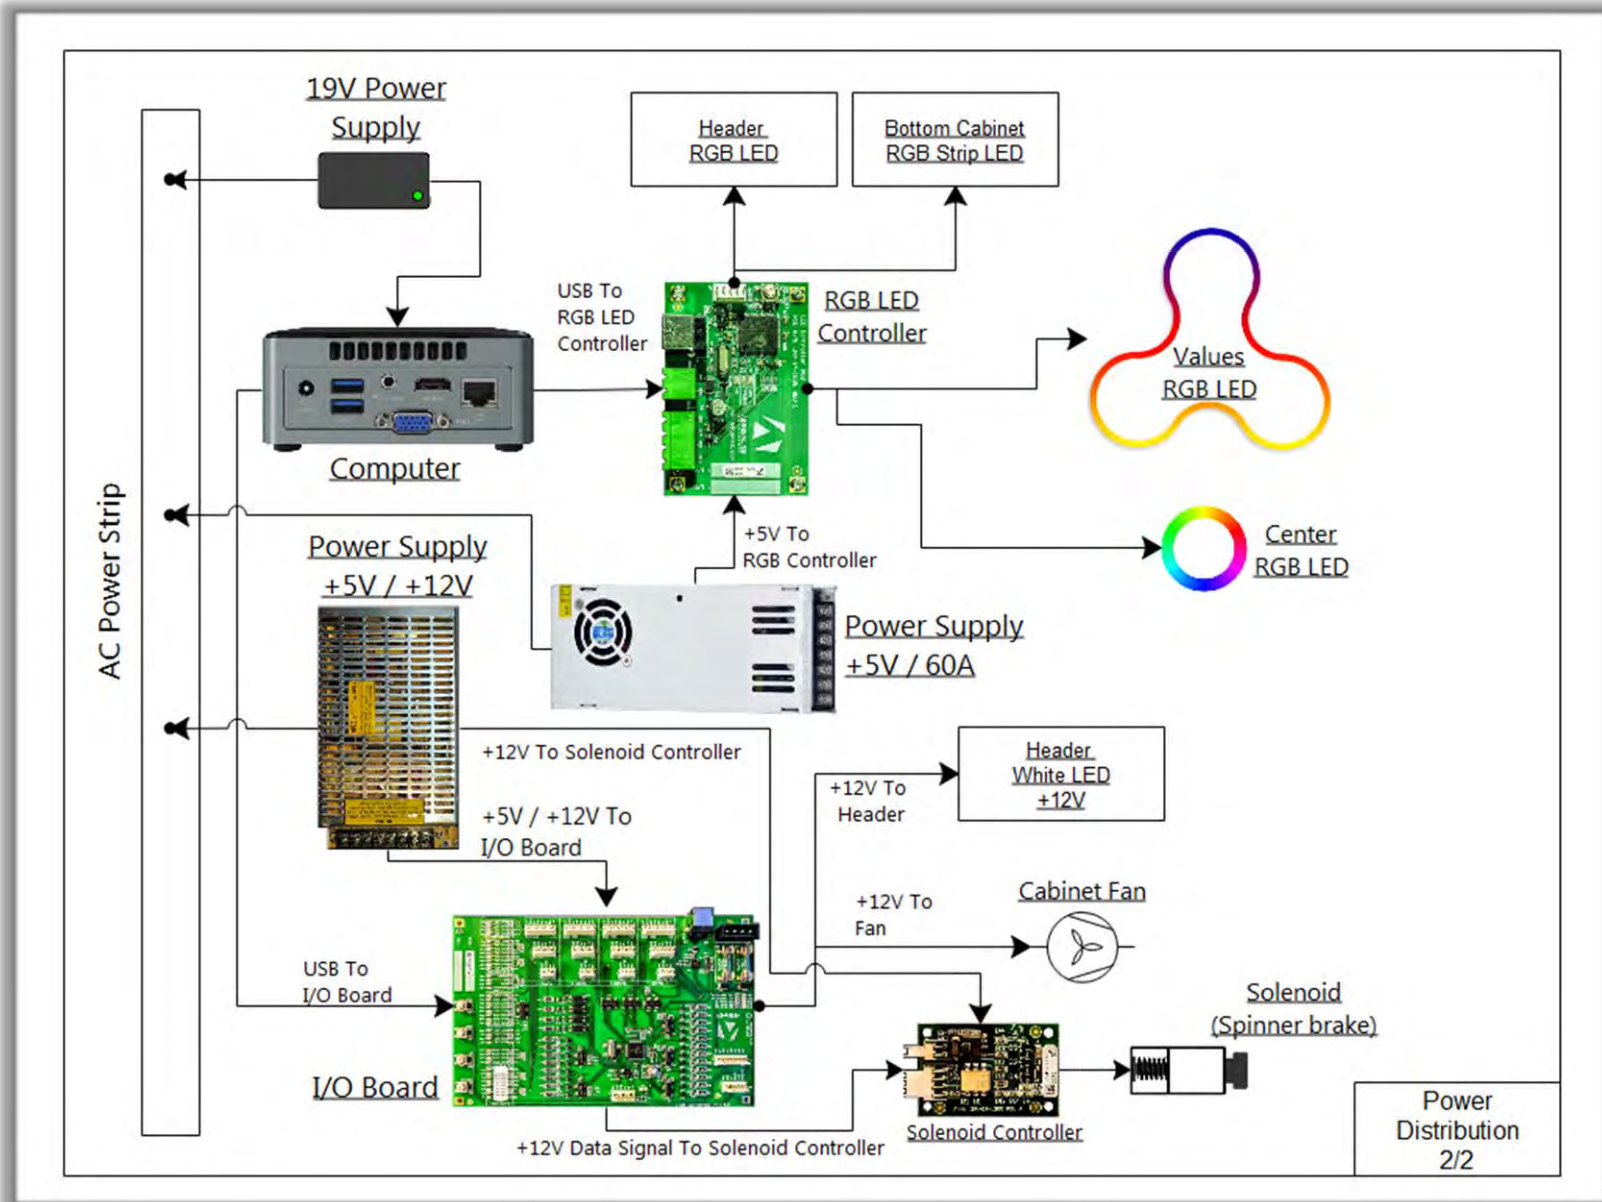 19V Power
Supply
Header
RGB LED
Bottom Cabinet
RGB Strip LED
USB To
RGB LED
Controller
RGB LED
Controller
Values
RGB LED
Computer
AC Power Strip
Power Supply
+5V / +12V
+5V To
RGB Controller
Center
RGB LED
Power Supply
+5V / 60A
+12V To Solenoid Controller
+5V / +12V To
I/O Board
+12V To
Header
Header
White LED
+12V
+12V To
Fan
Cabinet Fan
USB To
I/O Board
Solenoid
(Spinner brake)
I/O Board
Solenoid Controller
+12V Data Signal To Solenoid Controller
Power
Distribution
2/2